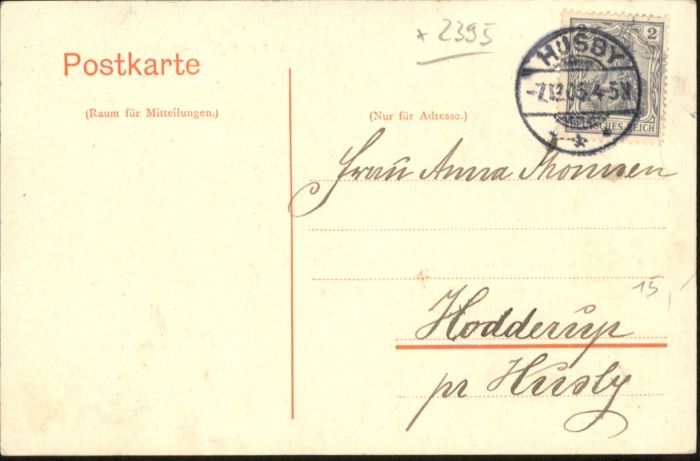 * 2395
2
HUSBY
-7.12.05.4-5N
DEUTSCHES REICH
Postkarte
(Raum für Mitteilungen.)
(Nur für Adresse.)
Frau Anna Thomsen
15
Hodderup
pr Husby